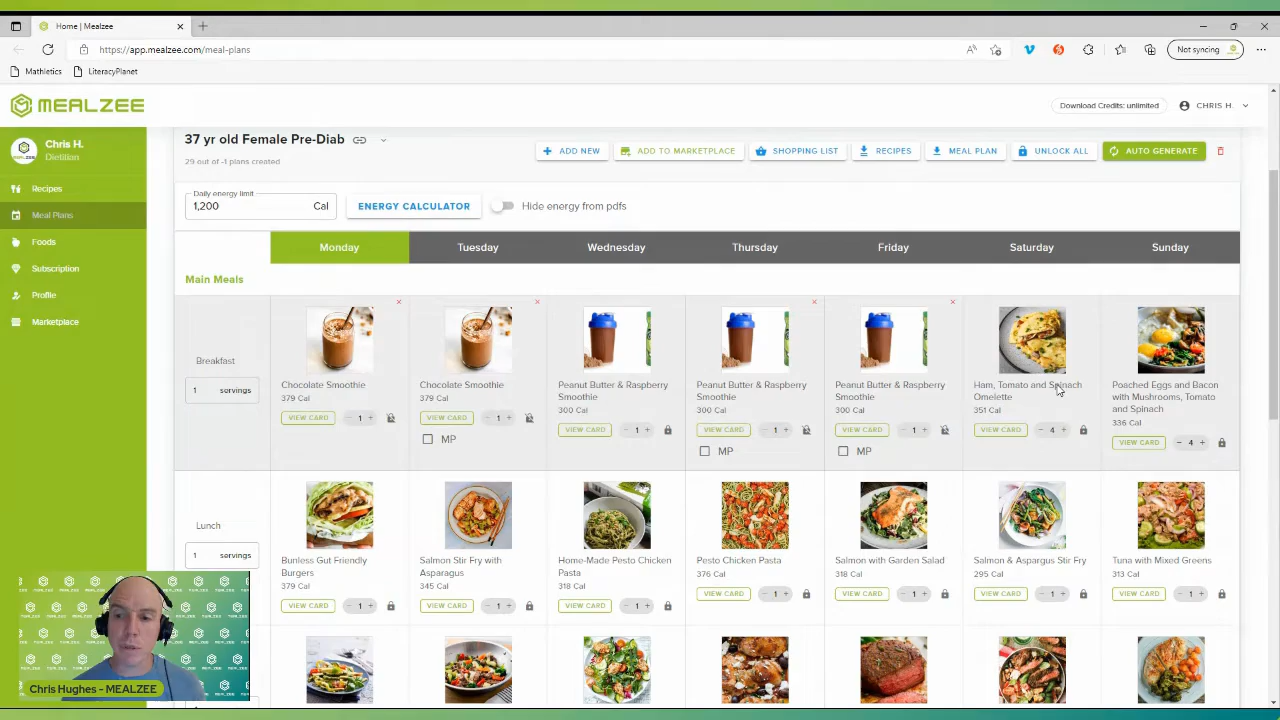 Home | Mealzee
https://app.mealzee.com/meal-plans
Not syncing
Mathletics
LiteracyPlanet
MEALZEE
Download Credits: unlimited
CHRIS H.
Chris H.
Dietition
Recipes
Meal Plans
Foods
Subscription
Profile
Marketplace
37 yr old Female Pre-Diab
29 out of -1 plans created
ADD NEW
ADD TO MARKETPLACE
SHOPPING LIST
RECIPES
MEAL PLAN
UNLOCK ALL
AUTO GENERATE
Daily energy limit
1,200 Cal
ENERGY CALCULATOR
Hide energy from pdfs
Monday Tuesday Wednesday Thursday Friday Saturday Sunday
Main Meals
Breakfast
1 servings
Chocolate Smoothie
379 Cal
VIEW CARD
- 1 +
Chocolate Smoothie
379 Cal
VIEW CARD
- 1 +
MP
Peanut Butter & Raspberry
Smoothie
300 Cal
VIEW CARD
- 1 +
Peanut Butter & Raspberry
Smoothie
300 Cal
VIEW CARD
- 1 +
MP
Peanut Butter & Raspberry
Smoothie
300 Cal
VIEW CARD
- 1 +
MP
Ham, Tomato and Spinach
Omelette
351 Cal
VIEW CARD
- 4 +
Poached Eggs and Bacon
with Mushrooms, Tomato
and Spinach
336 Cal
VIEW CARD
- 4 +
Lunch
1 servings
Bunless Gut Friendly
Burgers
379 Cal
VIEW CARD
- 1 +
Salmon Stir Fry with
Asparagus
345 Cal
VIEW CARD
- 1 +
Home-Made Pesto Chicken
Pasta
318 Cal
VIEW CARD
- 1 +
Pesto Chicken Pasta
376 Cal
VIEW CARD
- 1 +
Salmon with Garden Salad
318 Cal
VIEW CARD
- 1 +
Salmon & Aspargus Stir Fry
295 Cal
VIEW CARD
- 1 +
Tuna with Mixed Greens
313 Cal
VIEW CARD
- 1 +
Chris Hughes - MEALZEE